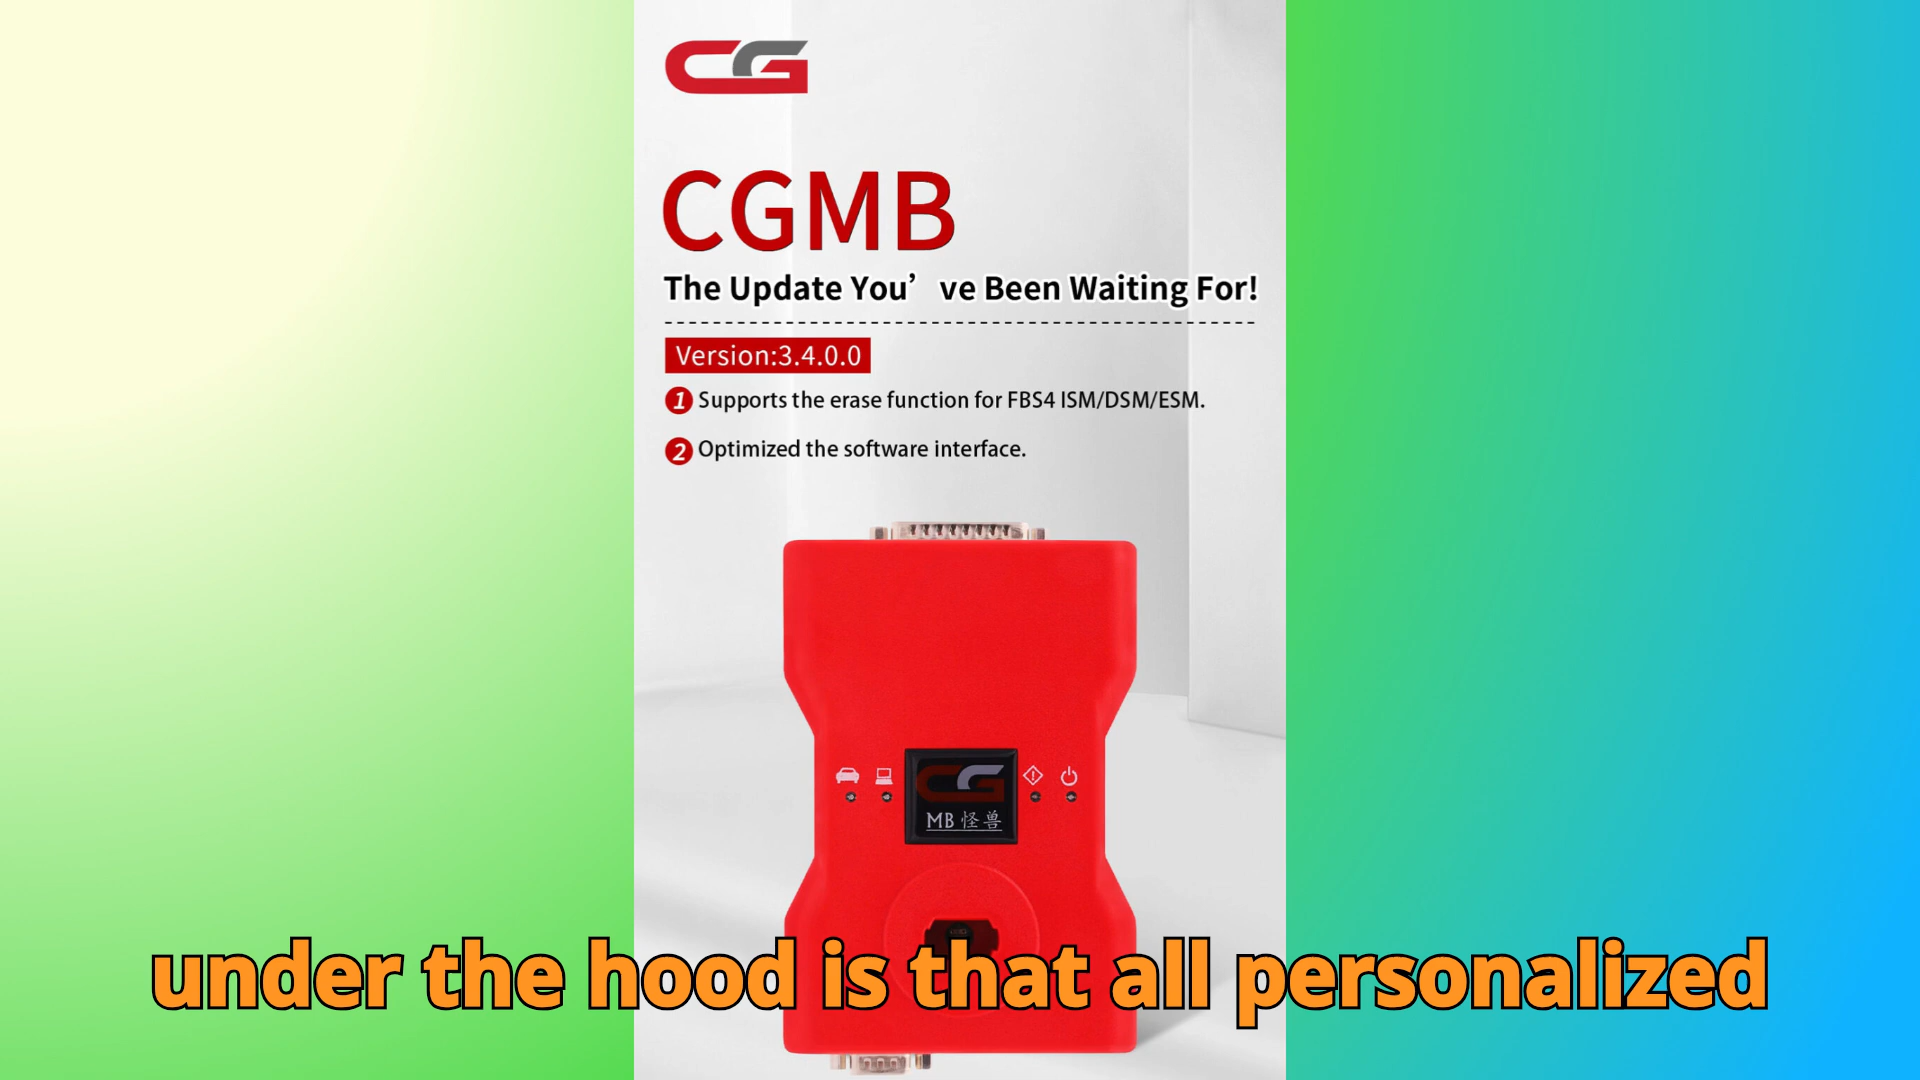 CG
CGMB
The Update You’ ve Been Waiting For!
Version:3.4.0.0
1 Supports the erase function for FBS4 ISM/DSM/ESM.
2 Optimized the software interface.
CG
MB 怪兽
under the hood is that all personalized